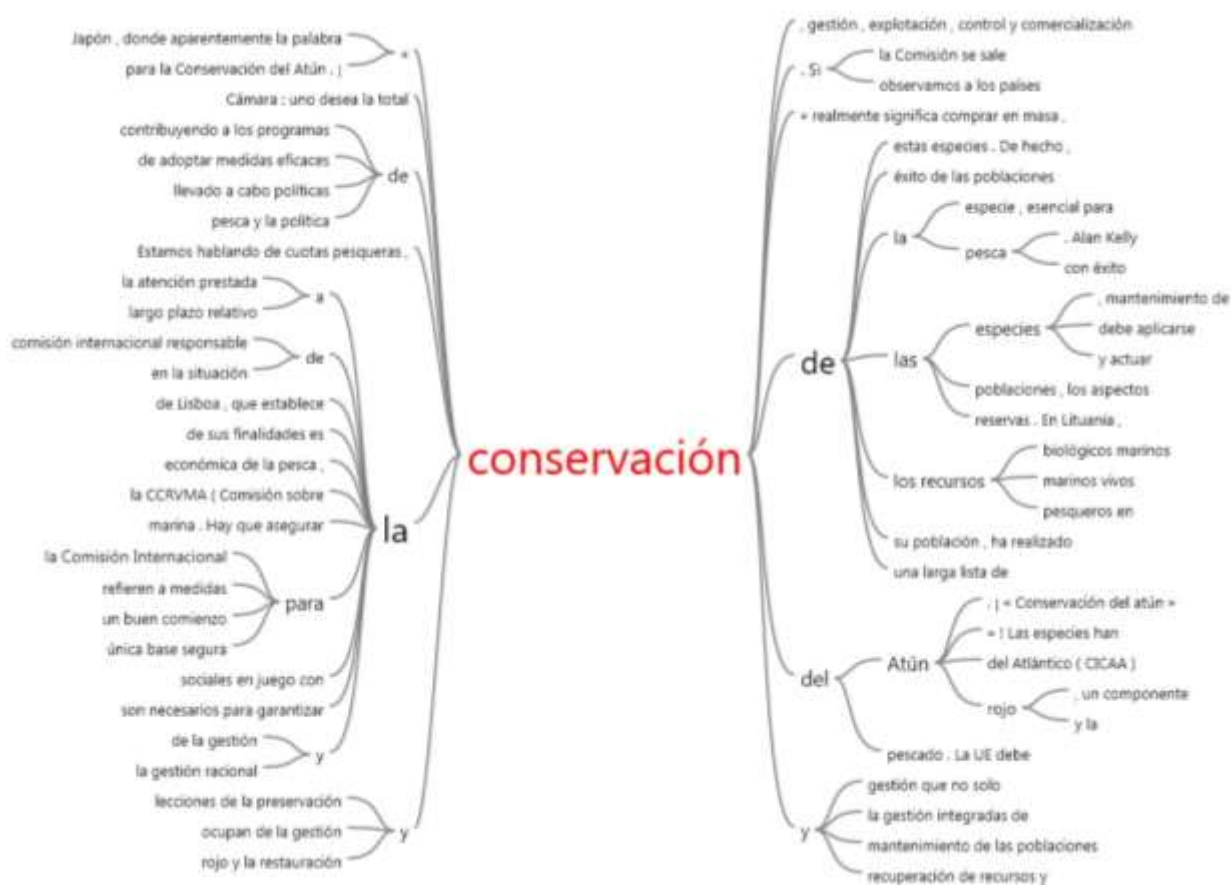 Japón , donde aparentemente la palabra
para la Conservación del Atún . ¡
«
Cámara : uno desea la total
contribuyendo a los programas
de adoptar medidas eficaces
llevado a cabo políticas
pesca y la política
de
Estamos hablando de cuotas pesqueras ,
la atención prestada
largo plazo relativo
a
comisión internacional responsable
en la situación
de
de Lisboa , que establece
de sus finalidades es
económica de la pesca ,
la CCRVMA ( Comisión sobre
marina . Hay que asegurar
la Comisión Internacional
refieren a medidas
un buen comienzo
única base segura
para
sociales en juego con
son necesarios para garantizar
de la gestión
la gestión racional
y
la
lecciones de la preservación
ocupan de la gestión
rojo y la restauración
y
conservación
, gestión , explotación , control y comercialización
. Si
la Comisión se sale
observamos a los países
» realmente significa comprar en masa ,
de
estas especies . De hecho ,
éxito de las poblaciones
la
especie , esencial para
pesca
. Alan Kelly
con éxito
las
especies
, mantenimiento de
debe aplicarse
y actuar
poblaciones , los aspectos
reservas . En Lituania ,
los recursos
biológicos marinos
marinos vivos
pesqueros en
su población , ha realizado
una larga lista de
del
Atún
. ¡ « Conservación del atún »
» ! Las especies han
del Atlántico ( CICAA )
rojo
, un componente
y la
pescado . La UE debe
y
gestión que no solo
la gestión integradas de
mantenimiento de las poblaciones
recuperación de recursos y